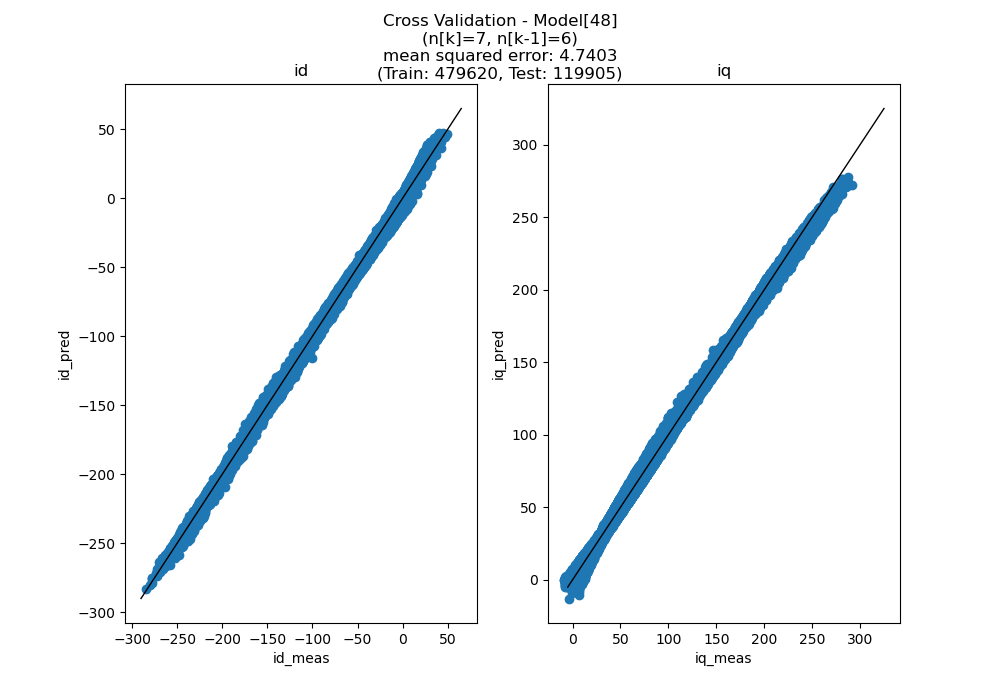 Cross Validation - Model[48]
(n[k]=7, n[k-1]=6)
mean squared error: 4.7403
(Train: 479620, Test: 119905)
id
50
0
−50
−100
−150
−200
−250
−300
id_pred
−300 −250 −200 −150 −100 −50 0 50
id_meas
iq
300
250
200
150
100
50
0
iq_pred
0 50 100 150 200 250 300
iq_meas